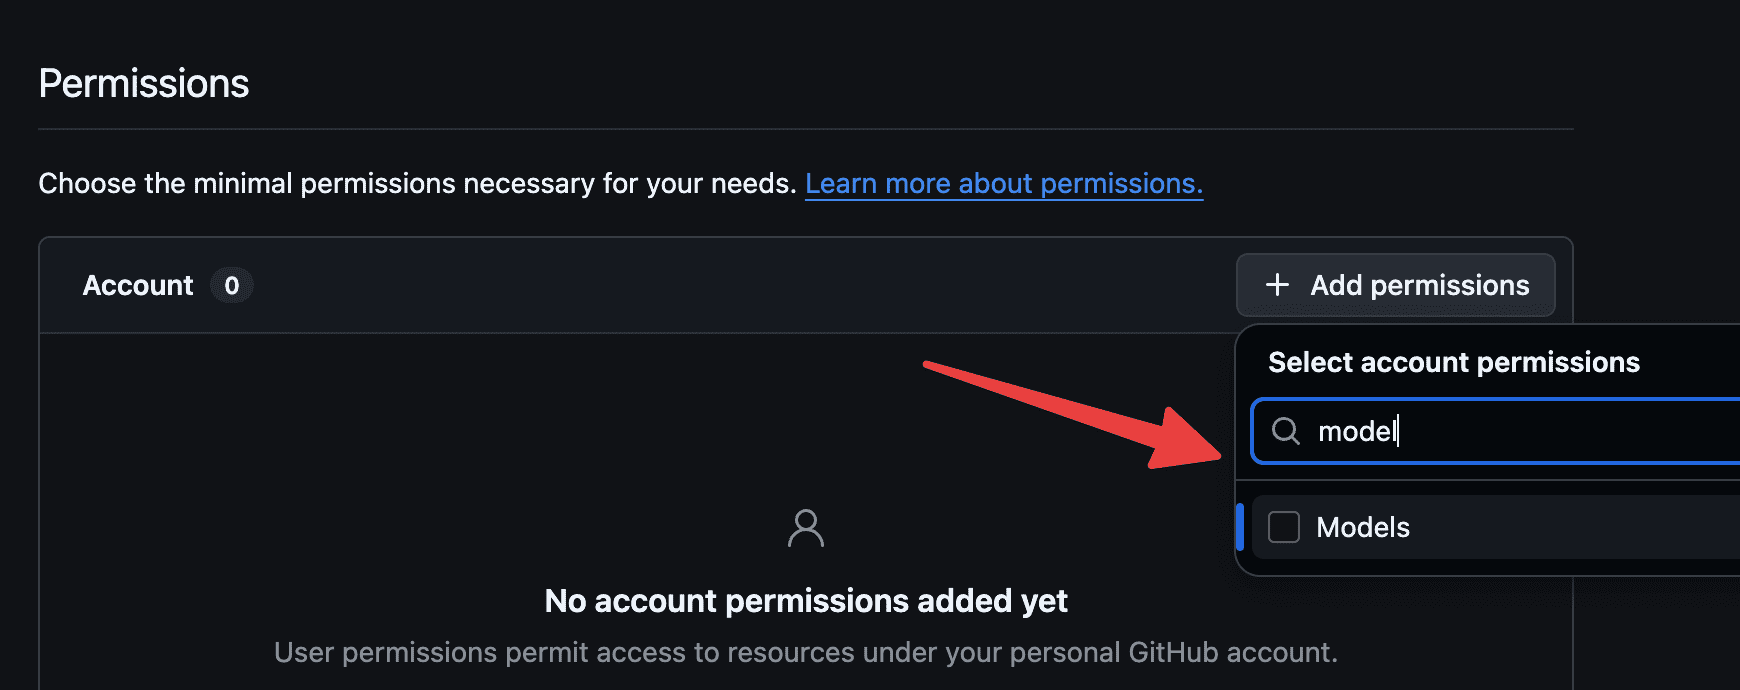 Permissions
Choose the minimal permissions necessary for your needs. Learn more about permissions.
Account 0
Add permissions
Select account permissions
model
Models
No account permissions added yet
User permissions permit access to resources under your personal GitHub account.